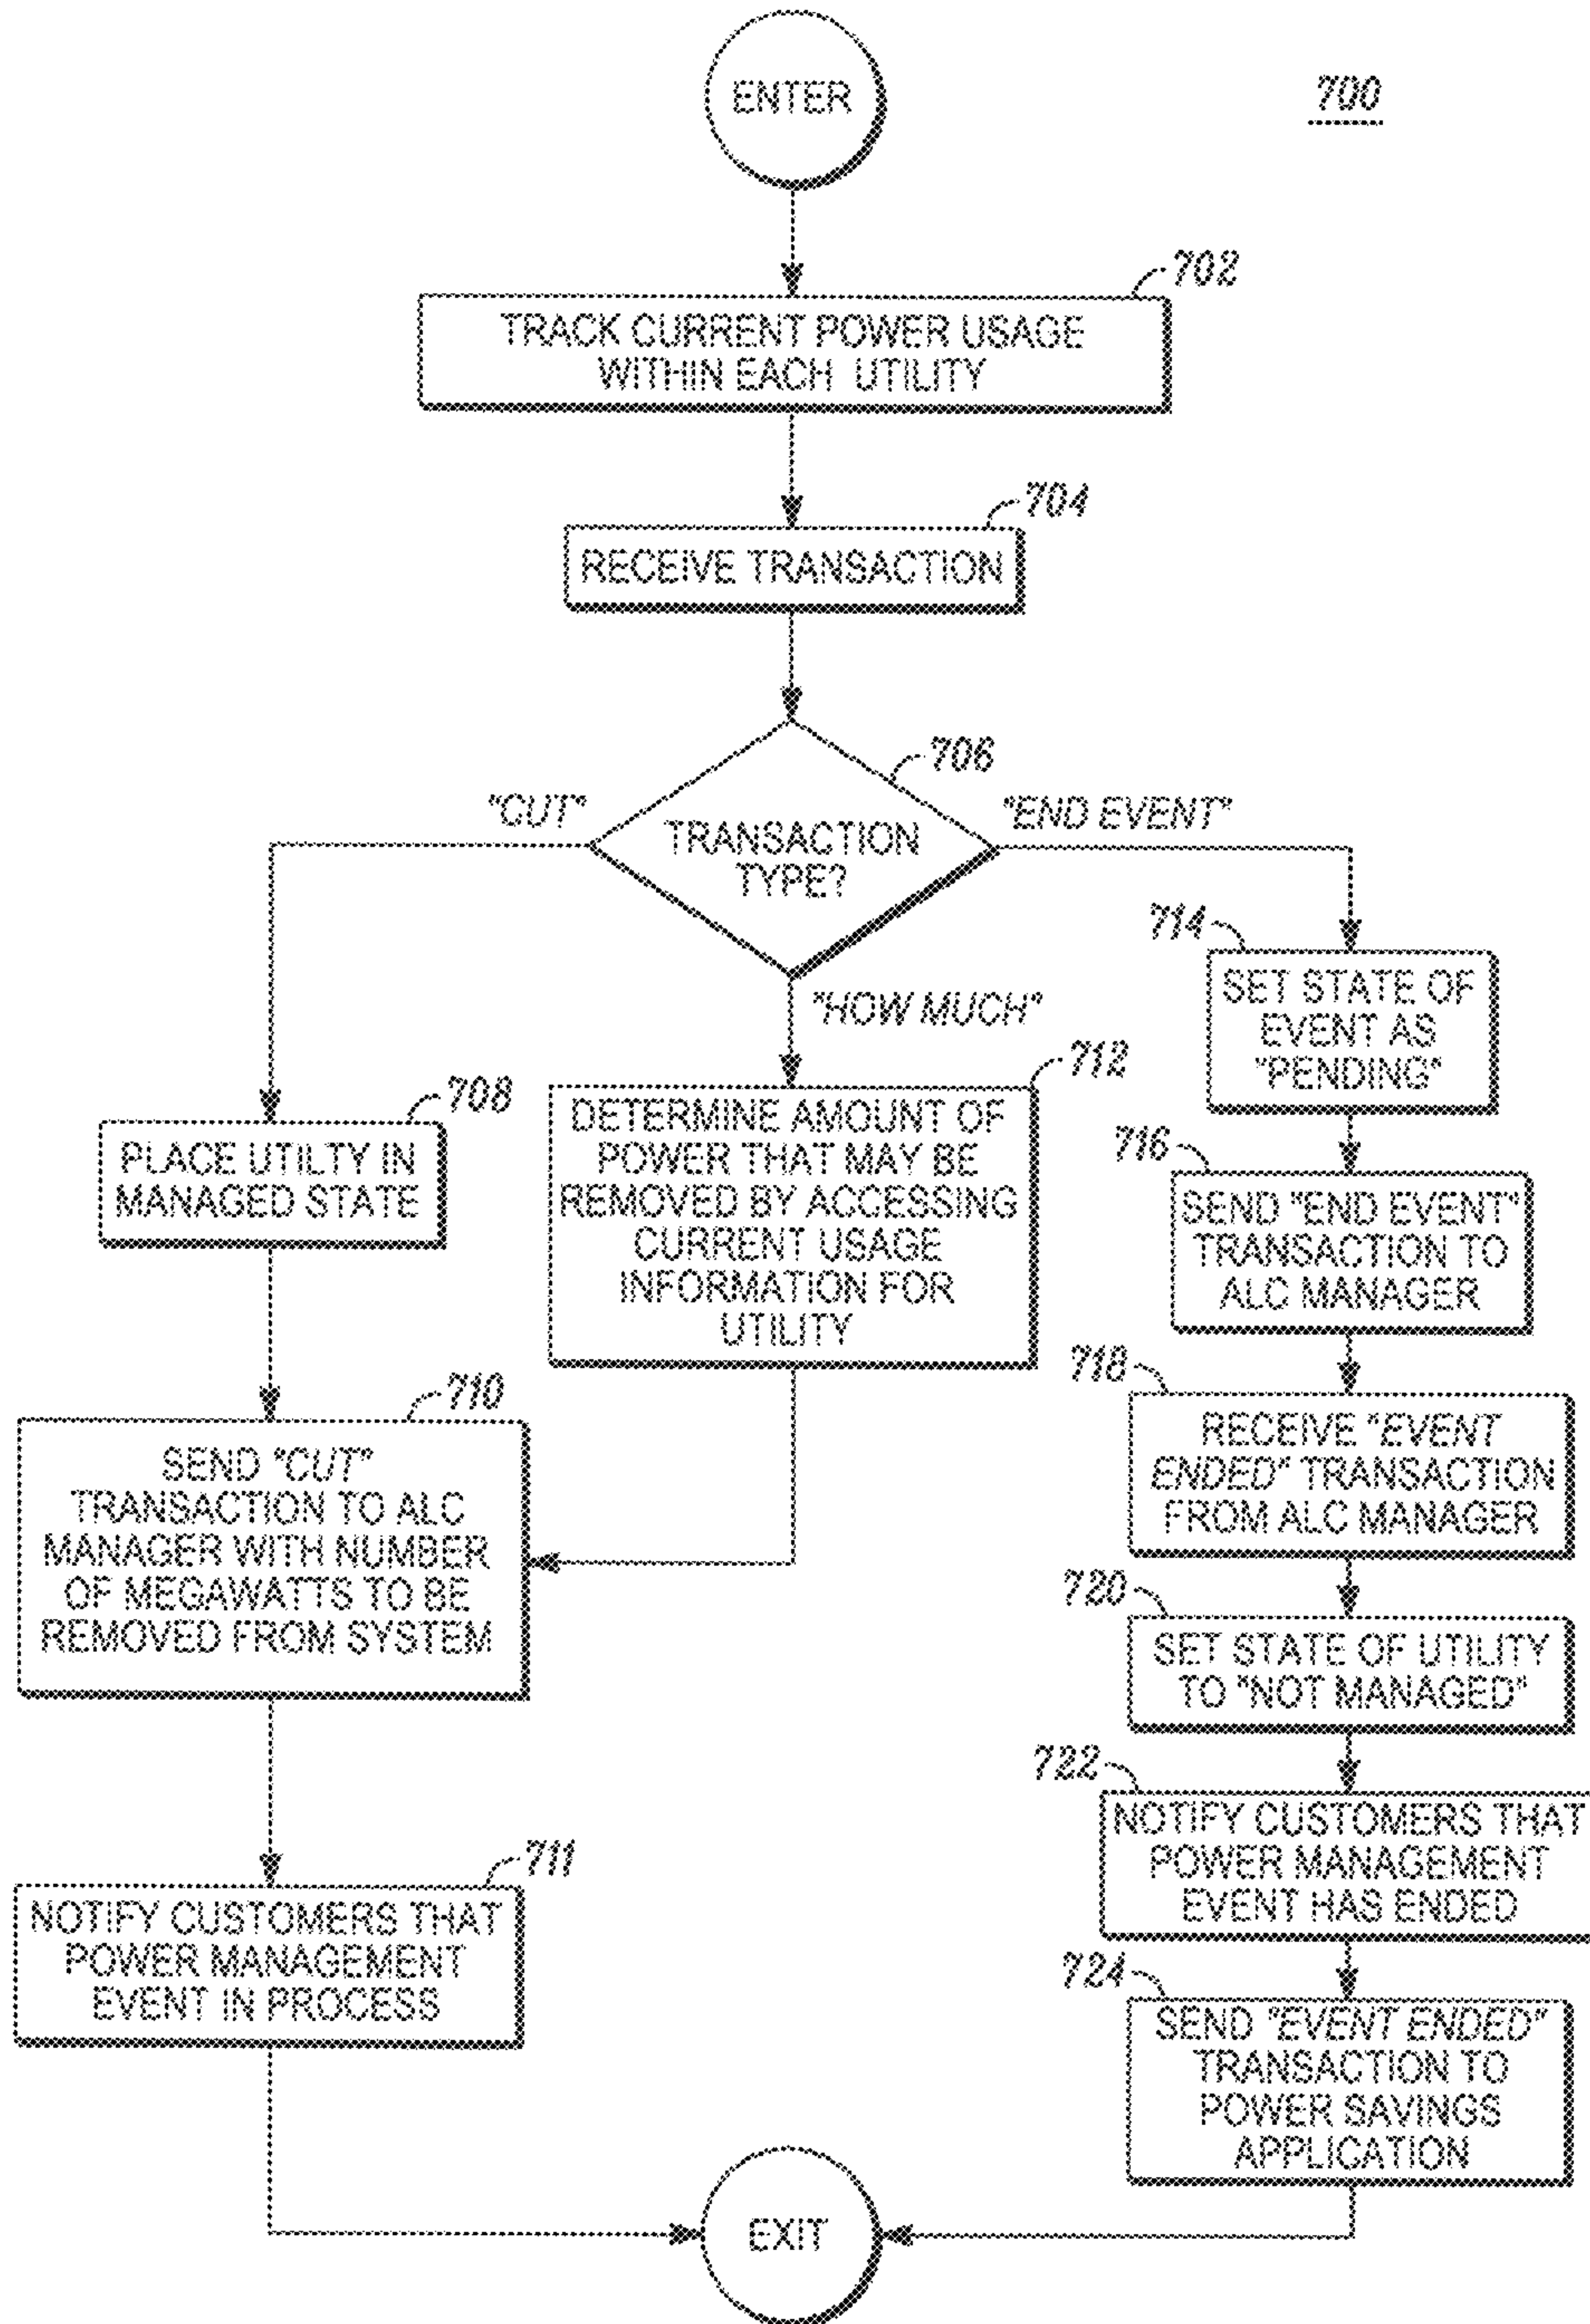 ENTER
700
702
TRACK CURRENT POWER USAGE
WITHIN EACH UTILITY
704
RECEIVE TRANSACTION
706
TRANSACTION
TYPE?
"CUT"
"HOW MUCH"
"END EVENT"
708
PLACE UTILTY IN
MANAGED STATE
710
SEND "CUT"
TRANSACTION TO ALC
MANAGER WITH NUMBER
OF MEGAWATTS TO BE
REMOVED FROM SYSTEM
711
NOTIFY CUSTOMERS THAT
POWER MANAGEMENT
EVENT IN PROCESS
712
DETERMINE AMOUNT OF
POWER THAT MAY BE
REMOVED BY ACCESSING
CURRENT USAGE
INFORMATION FOR
UTILITY
714
SET STATE OF
EVENT AS
"PENDING"
716
SEND "END EVENT"
TRANSACTION TO
ALC MANAGER
718
RECEIVE "EVENT
ENDED" TRANSACTION
FROM ALC MANAGER
720
SET STATE OF UTILITY
TO "NOT MANAGED"
722
NOTIFY CUSTOMERS THAT
POWER MANAGEMENT
EVENT HAS ENDED
724
SEND "EVENT ENDED"
TRANSACTION TO
POWER SAVINGS
APPLICATION
EXIT